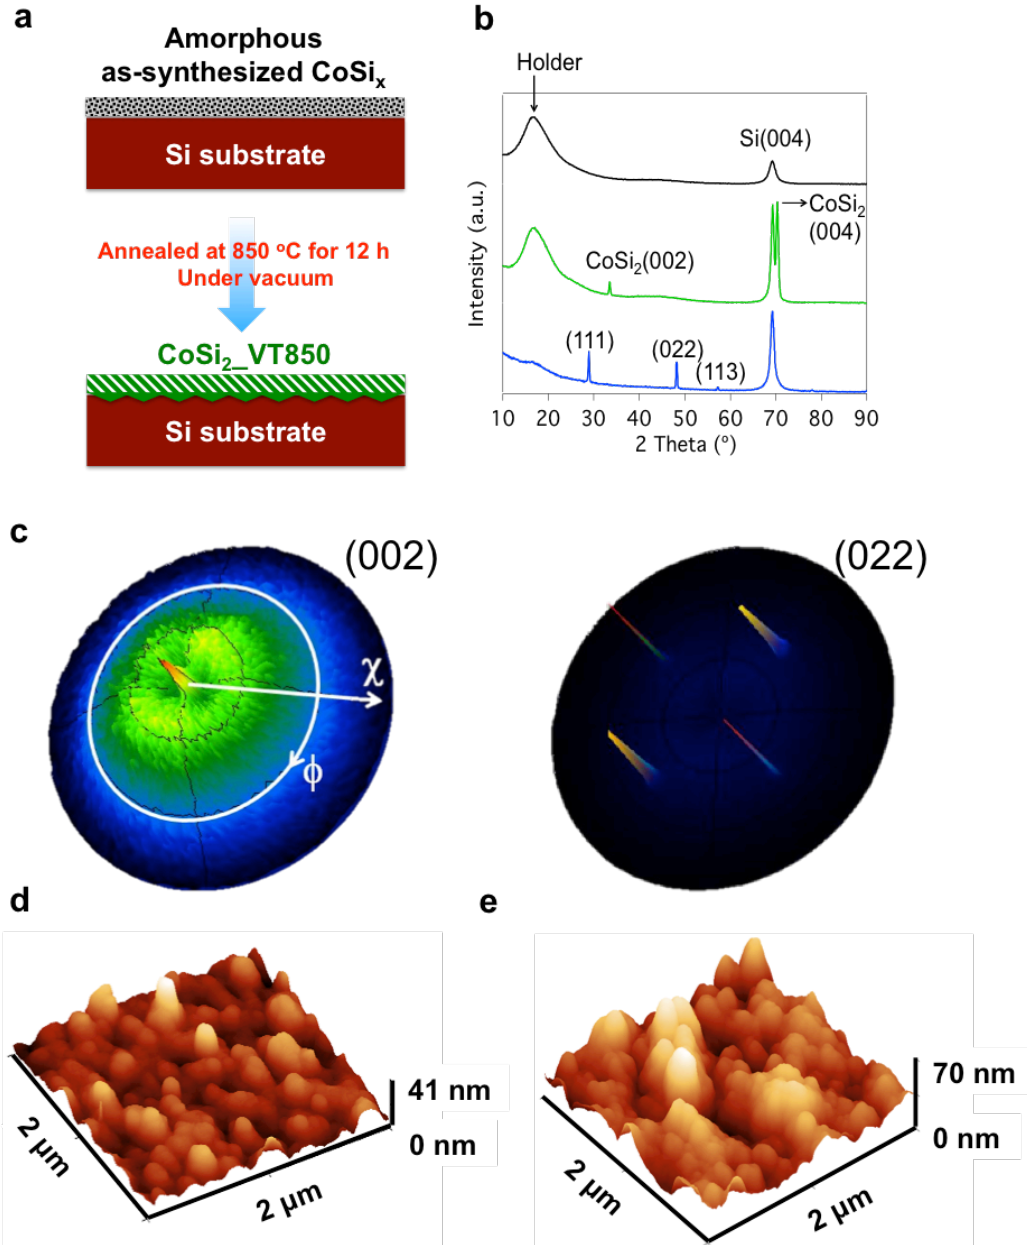 a
Amorphous
as-synthesized CoSiₓ
Si substrate
Annealed at 850 ºC for 12 h
Under vacuum
CoSi₂_VT850
Si substrate
b
Holder
Si(004)
CoSi₂
(004)
CoSi₂(002)
(111)
(022)
(113)
Intensity (a.u.)
10 20 30 40 50 60 70 80 90
2 Theta (º)
c
(002)
χ
ϕ
(022)
d
41 nm
0 nm
2 µm
2 µm
e
70 nm
0 nm
2 µm
2 µm